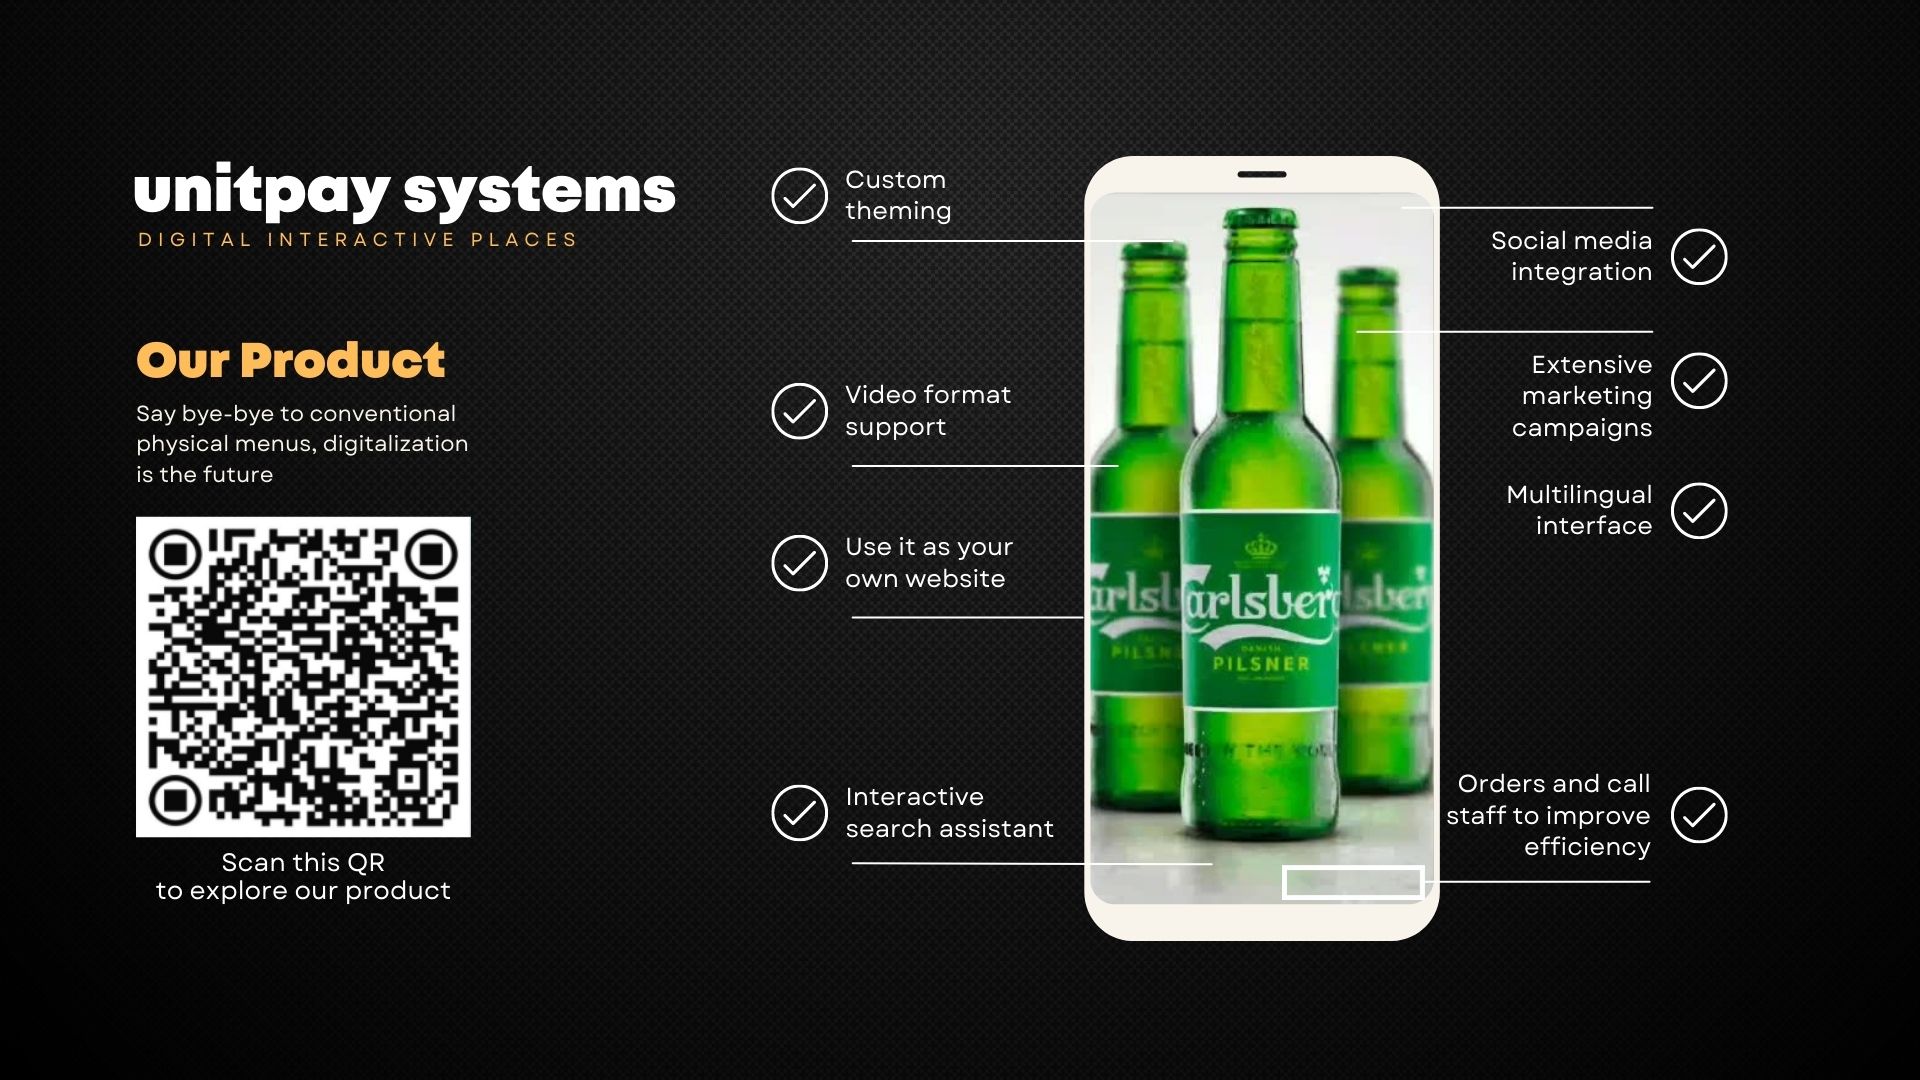 unitpay systems
DIGITAL INTERACTIVE PLACES
Our Product
Say bye-bye to conventional
physical menus, digitalization
is the future
Scan this QR
to explore our product
Custom
theming
Video format
support
Use it as your
own website
Interactive
search assistant
Carlsberg
DANISH
PILSNER
Social media
integration
Extensive
marketing
campaigns
Multilingual
interface
Orders and call
staff to improve
efficiency